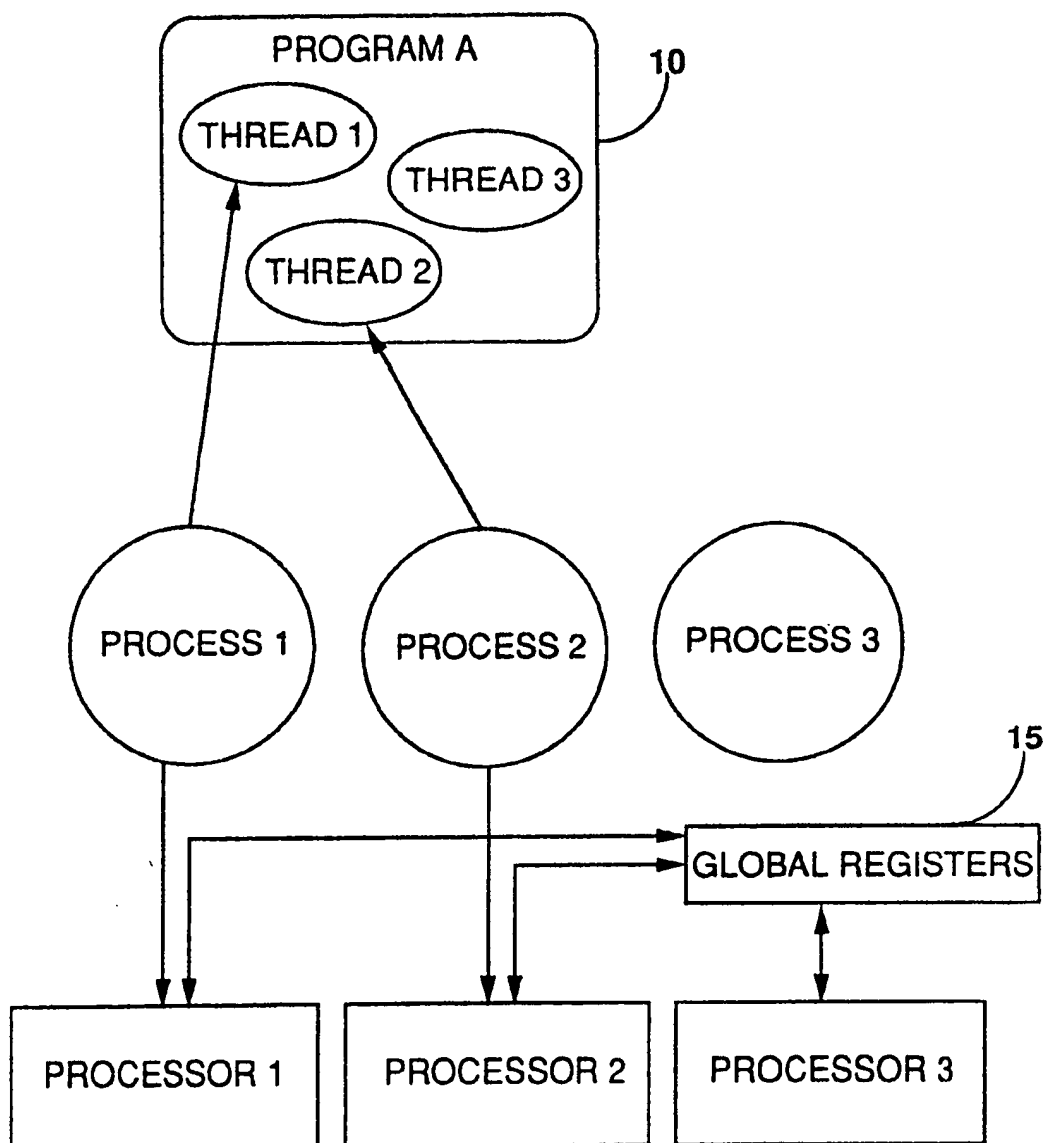 PROGRAM A
10
THREAD 1
THREAD 3
THREAD 2
PROCESS 1
PROCESS 2
PROCESS 3
15
GLOBAL REGISTERS
PROCESSOR 1
PROCESSOR 2
PROCESSOR 3